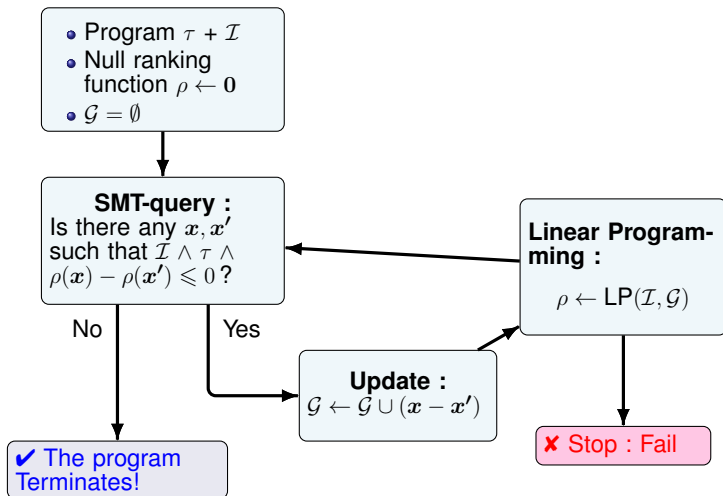 Program τ + ℐ
Null ranking
function ρ ← 0
𝒢 = ∅
SMT-query :
Is there any x, x′
such that ℐ ∧ τ ∧
ρ(x) − ρ(x′) ⩽ 0 ?
No
Yes
Update :
𝒢 ← 𝒢 ∪ (x − x′)
Linear Program-
ming :
ρ ← LP(ℐ, 𝒢)
✔ The program
Terminates!
✘ Stop : Fail